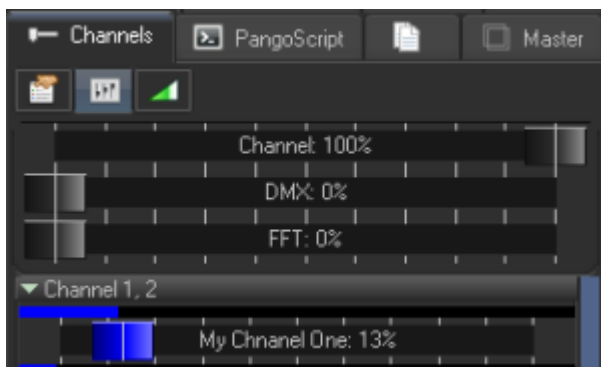 Channels PangoScript Master
Channel: 100%
DMX: 0%
FFT: 0%
Channel 1, 2
My Chnanel One: 13%